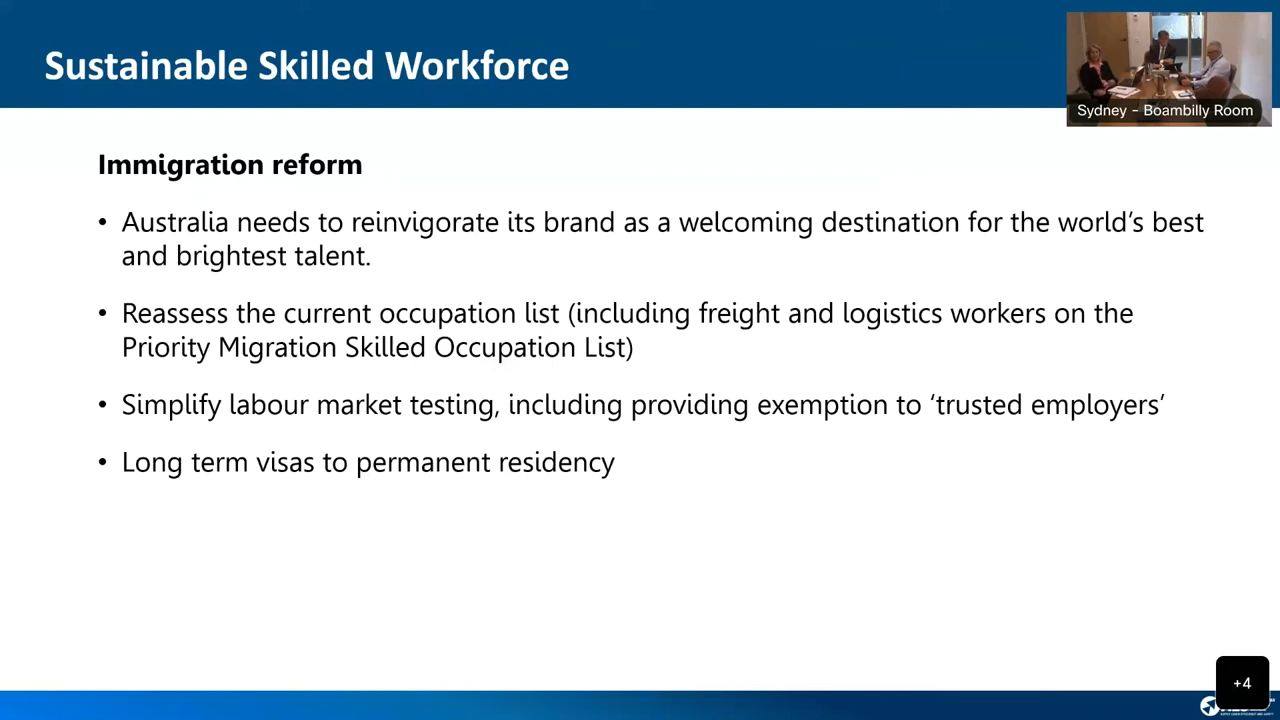 Sustainable Skilled Workforce
Sydney - Boambilly Room
Immigration reform
• Australia needs to reinvigorate its brand as a welcoming destination for the world’s best
and brightest talent.
• Reassess the current occupation list (including freight and logistics workers on the
Priority Migration Skilled Occupation List)
• Simplify labour market testing, including providing exemption to ‘trusted employers’
• Long term visas to permanent residency
+4